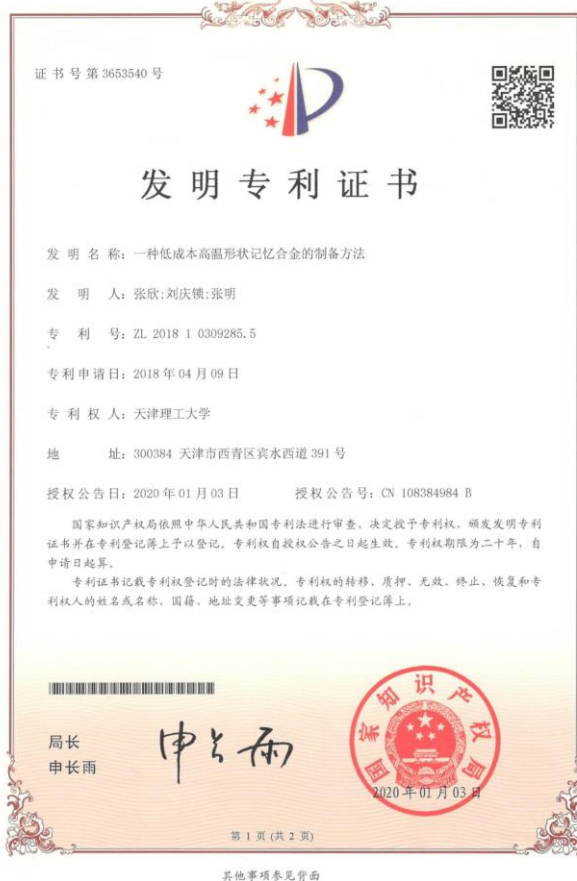 证书号第3653540号
发明专利证书
发明名称：一种低成本高温形状记忆合金的制备方法
发明人：张欣;刘庆锁;张明
专利号：ZL 2018 1 0309285.5
专利申请日：2018年04月09日
专利权人：天津理工大学
地址：300384 天津市西青区宾水西道391号
授权公告日：2020年01月03日 授权公告号：CN 108384984 B
国家知识产权局依照中华人民共和国专利法进行审查，决定授予专利权，颁发发明专利
证书并在专利登记簿上予以登记。专利权自授权公告之日起生效。专利权期限为二十年，自
申请日起算。
专利证书记载专利权登记时的法律状况。专利权的转移、质押、无效、终止、恢复和专
利权人的姓名或名称、国籍、地址变更等事项记载在专利登记簿上。
局长
申长雨
申长雨
国家知识产权局
2020年01月03日
第 1 页 (共 2 页)
其他事项参见背面